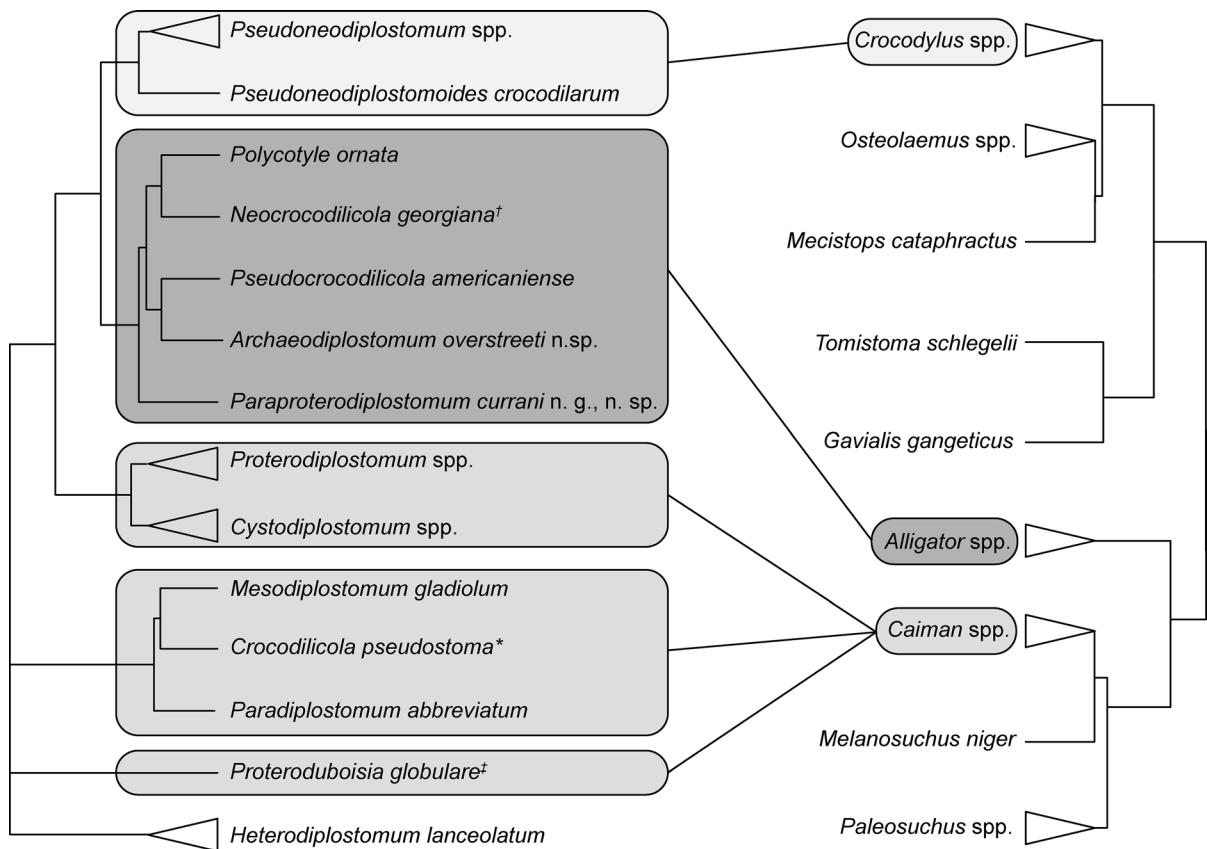 Pseudoneodiplostomum spp.
Pseudoneodiplostomoides crocodilarum
Polycotyle ornata
Neocrocodilicola georgiana†
Pseudocrocodilicola americaniense
Archaeodiplostomum overstreeti n.sp.
Paraproterodiplostomum currani n. g., n. sp.
Proterodiplostomum spp.
Cystodiplostomum spp.
Mesodiplostomum gladiolum
Crocodilicola pseudostoma*
Paradiplostomum abbreviatum
Proteroduboisia globulare‡
Heterodiplostomum lanceolatum
Crocodylus spp.
Osteolaemus spp.
Mecistops cataphractus
Tomistoma schlegelii
Gavialis gangeticus
Alligator spp.
Caiman spp.
Melanosuchus niger
Paleosuchus spp.